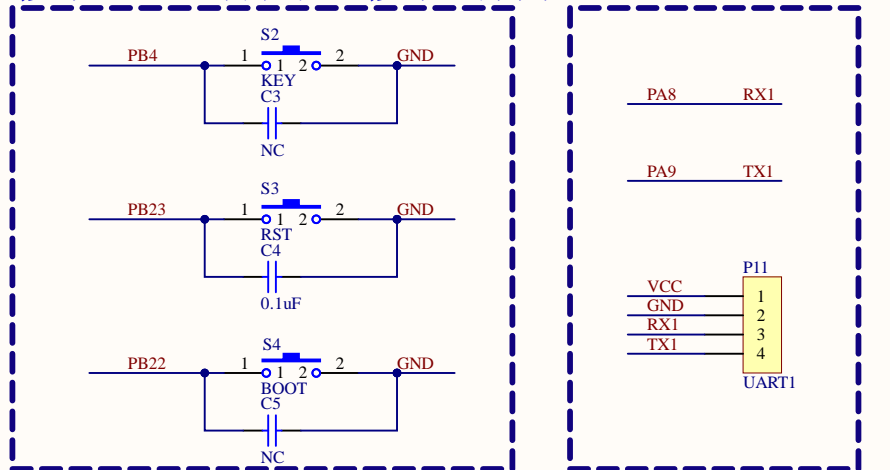 S2
PB4 1 1 2 2 GND
KEY
C3
NC
S3
PB23 1 1 2 2 GND
RST
C4
0.1uF
S4
PB22 1 1 2 2 GND
BOOT
C5
NC
PA8 RX1
PA9 TX1
P11
VCC 1
GND 2
RX1 3
TX1 4
UART1